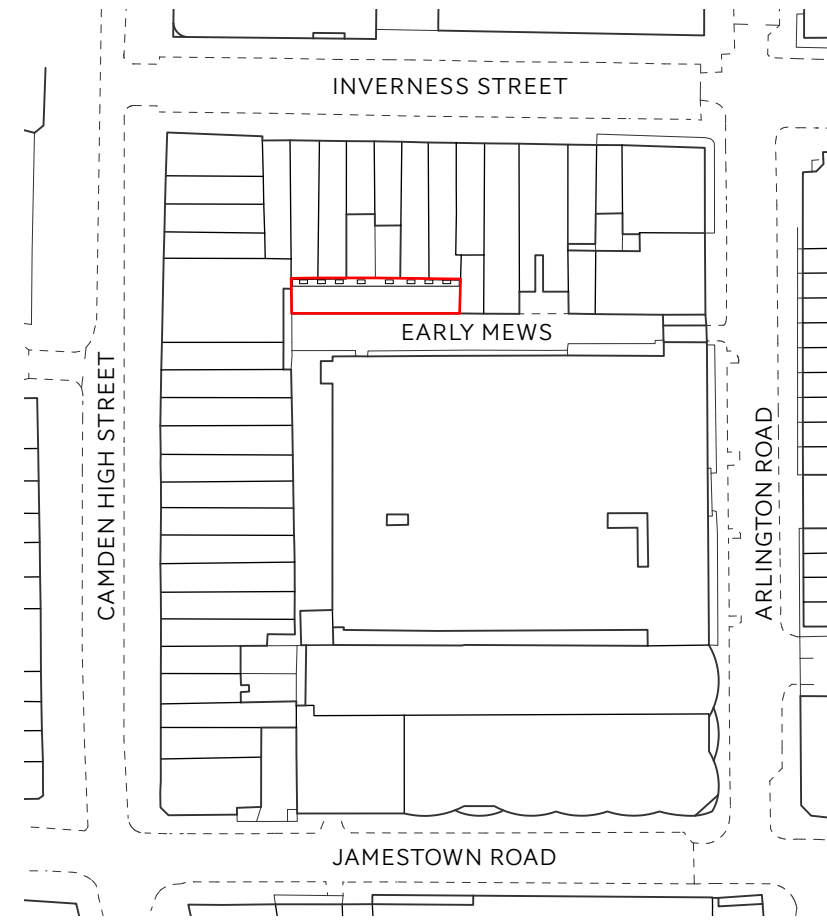 INVERNESS STREET
EARLY MEWS
CAMDEN HIGH STREET
ARLINGTON ROAD
JAMESTOWN ROAD